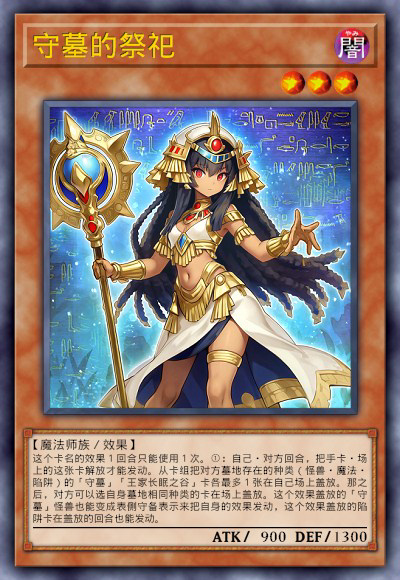 守墓的祭祀
やみ
闇
【魔法师族／效果】
这个卡名的效果1回合只能使用1次。①：自己・对方回合，把手卡・场
上的这张卡解放才能发动。从卡组把对方墓地存在的种类（怪兽・魔法・
陷阱）的「守墓」「王家长眠之谷」卡各最多1张在自己场上盖放。那之
后，对方可以选自身墓地相同种类的卡在场上盖放。这个效果盖放的「守
墓」怪兽也能变成表侧守备表示来把自身的效果发动，这个效果盖放的陷
阱卡在盖放的回合也能发动。
ATK/ 900 DEF/1300